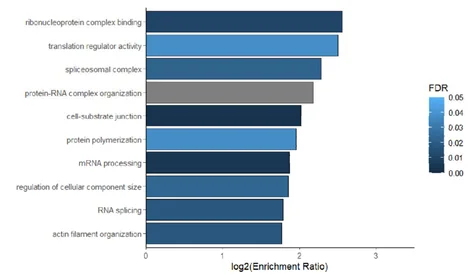 ribonucleoprotein complex binding
translation regulator activity
spliceosomal complex
protein-RNA complex organization
cell-substrate junction
protein polymerization
mRNA processing
regulation of cellular component size
RNA splicing
actin filament organization
0 1 2 3
log2(Enrichment Ratio)
FDR
0.05
0.04
0.03
0.02
0.01
0.00